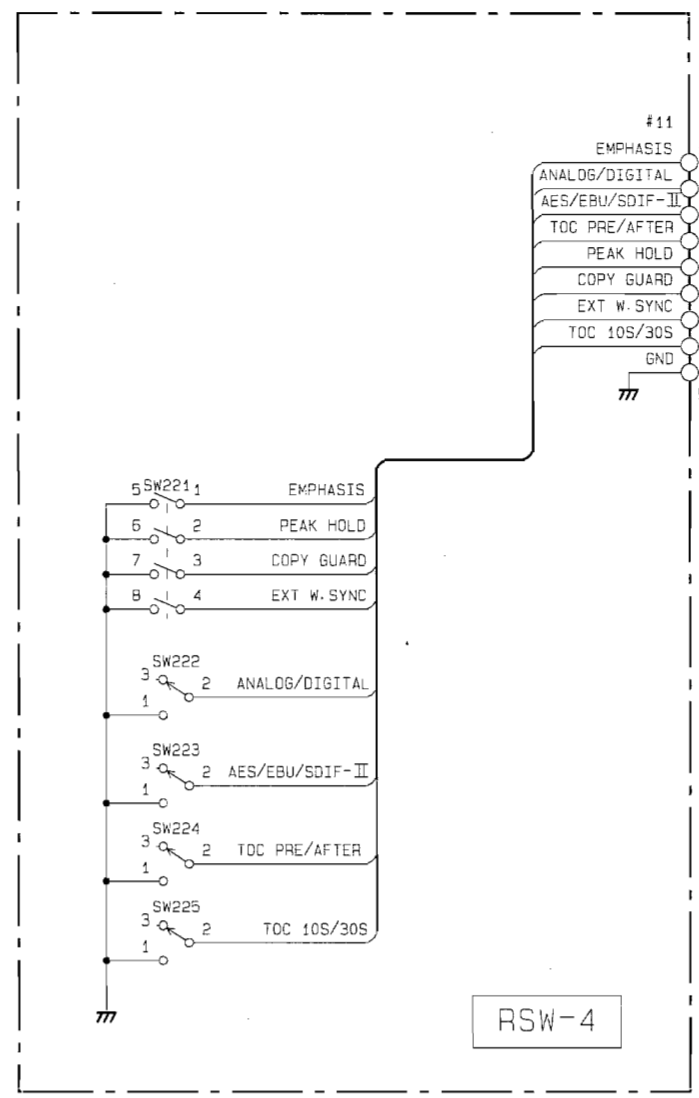 #11
EMPHASIS
ANALOG/DIGITAL
AES/EBU/SDIF-II
TOC PRE/AFTER
PEAK HOLD
COPY GUARD
EXT W.SYNC
TOC 10S/30S
GND
5 SW221 1 EMPHASIS
6 2 PEAK HOLD
7 3 COPY GUARD
8 4 EXT W.SYNC
SW222
3 2 ANALOG/DIGITAL
1
SW223
3 2 AES/EBU/SDIF-II
1
SW224
3 2 TOC PRE/AFTER
1
SW225
3 2 TOC 10S/30S
1
RSW-4